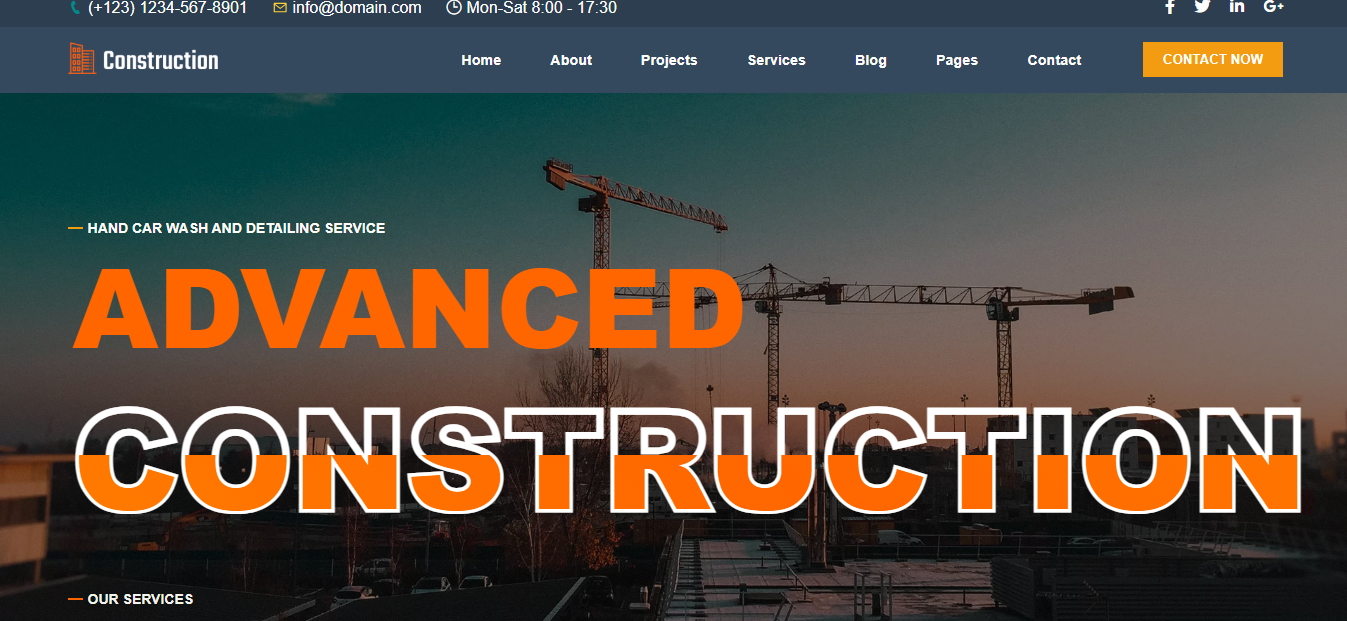 (+123) 1234-567-8901 info@domain.com Mon-Sat 8:00 - 17:30
Construction Home About Projects Services Blog Pages Contact CONTACT NOW
HAND CAR WASH AND DETAILING SERVICE
ADVANCED
CONSTRUCTION
OUR SERVICES